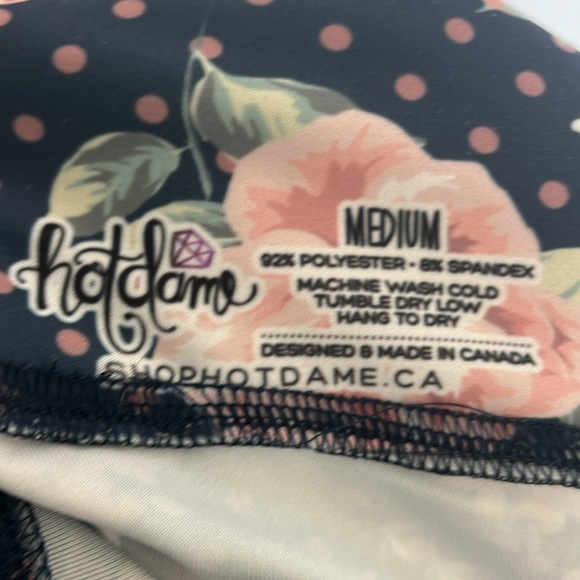 hotdame
MEDIUM
92% POLYESTER • 8% SPANDEX
MACHINE WASH COLD
TUMBLE DRY LOW
HANG TO DRY
DESIGNED & MADE IN CANADA
SHOPHOTDAME.CA